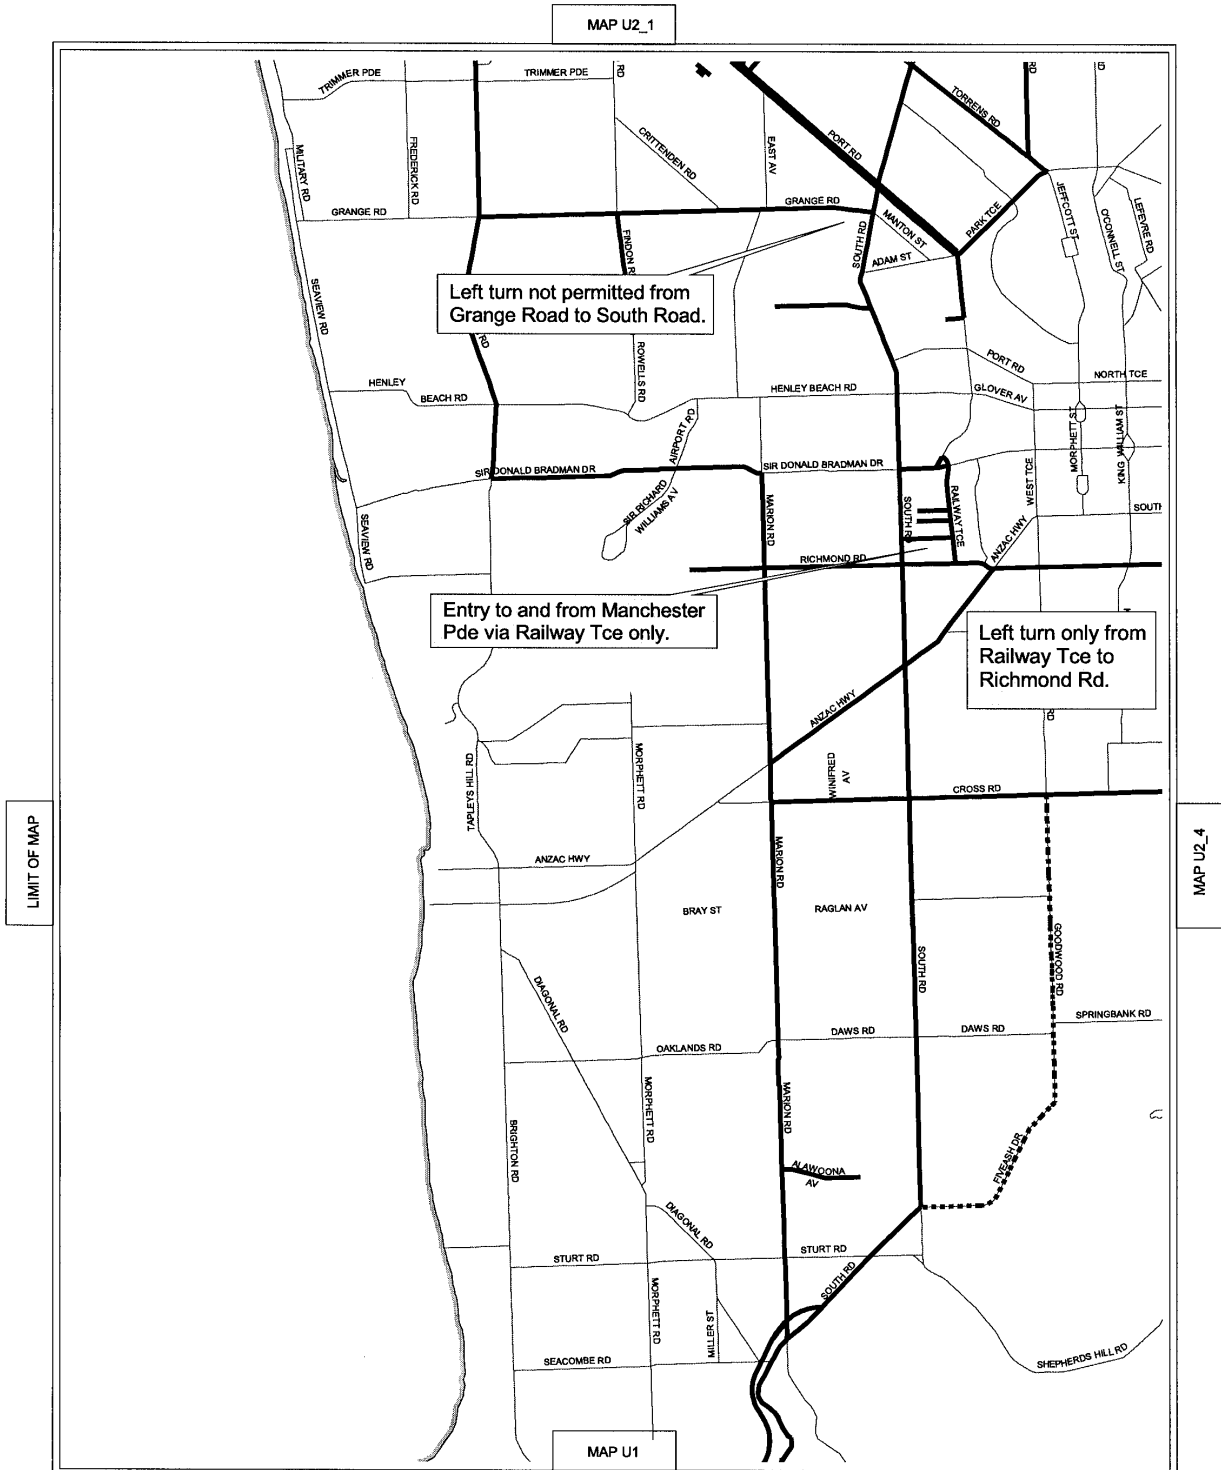 MAP U2_1
TRIMMER PDE
TRIMMER PDE
RD
RD
RD
TORRENS RD
MILITARY RD
FREDERICK RD
CRITTENDEN RD
EAST AV
PORT RD
GRANGE RD
GRANGE RD
MANTON ST
PARK TCE
JEFFCOTT ST
O'CONNELL ST
LEFEVRE RD
FINDON R
SOUTH RD
ADAM ST
Left turn not permitted from
Grange Road to South Road.
SEAVIEW RD
RD
ROWELLS RD
PORT RD
NORTH TCE
HENLEY
BEACH RD
HENLEY BEACH RD
GLOVER AV
AIRPORT RD
MORPHETT ST
KING WILLIAM ST
SIR DONALD BRADMAN DR
SIR DONALD BRADMAN DR
WEST TCE
SIR RICHARD
WILLIAMS AV
MARION RD
SOUTH RD
RAILWAY TCE
SOUTH
SEAVIEW RD
ANZAC HWY
RICHMOND RD
Entry to and from Manchester
Pde via Railway Tce only.
Left turn only from
Railway Tce to
Richmond Rd.
RD
ANZAC HWY
TAPLEYS HILL RD
MORPHETT RD
WINIFRED
AV
CROSS RD
LIMIT OF MAP
MAP U2_4
ANZAC HWY
MARION RD
BRAY ST
RAGLAN AV
SOUTH RD
GOODWOOD RD
DIAGONAL RD
SPRINGBANK RD
DAWS RD
DAWS RD
OAKLANDS RD
MORPHETT RD
MARION RD
BRIGHTON RD
FIVEASH DR
ALAWOONA
AV
DIAGONAL RD
STURT RD
STURT RD
SOUTH RD
MORPHETT RD
MILLER ST
SEACOMBE RD
SHEPHERDS HILL RD
MAP U1